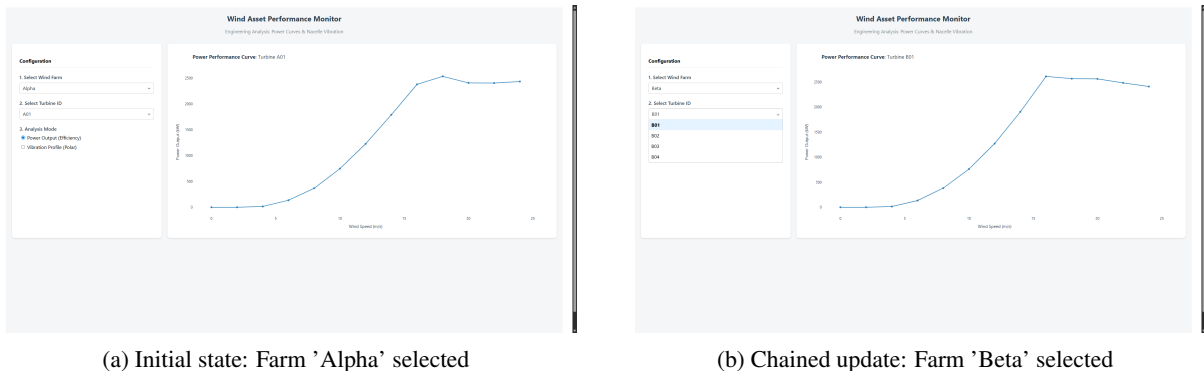 Wind Asset Performance Monitor
Engineering Analysis: Power Curves & Nacelle Vibration
Configuration
1. Select Wind Farm
Alpha
2. Select Turbine ID
A01
3. Analysis Mode
Power Output (Efficiency)
Vibration Profile (Polar)
Power Performance Curve: Turbine A01
Power Output (kW)
2500
2000
1500
1000
500
0
0 5 10 15 20 25
Wind Speed (m/s)
(a) Initial state: Farm 'Alpha' selected
Wind Asset Performance Monitor
Engineering Analysis: Power Curves & Nacelle Vibration
Configuration
1. Select Wind Farm
Beta
2. Select Turbine ID
B01
B01
B02
B03
B04
Power Performance Curve: Turbine B01
Power Output (kW)
2500
2000
1500
1000
500
0
0 5 10 15 20 25
Wind Speed (m/s)
(b) Chained update: Farm 'Beta' selected